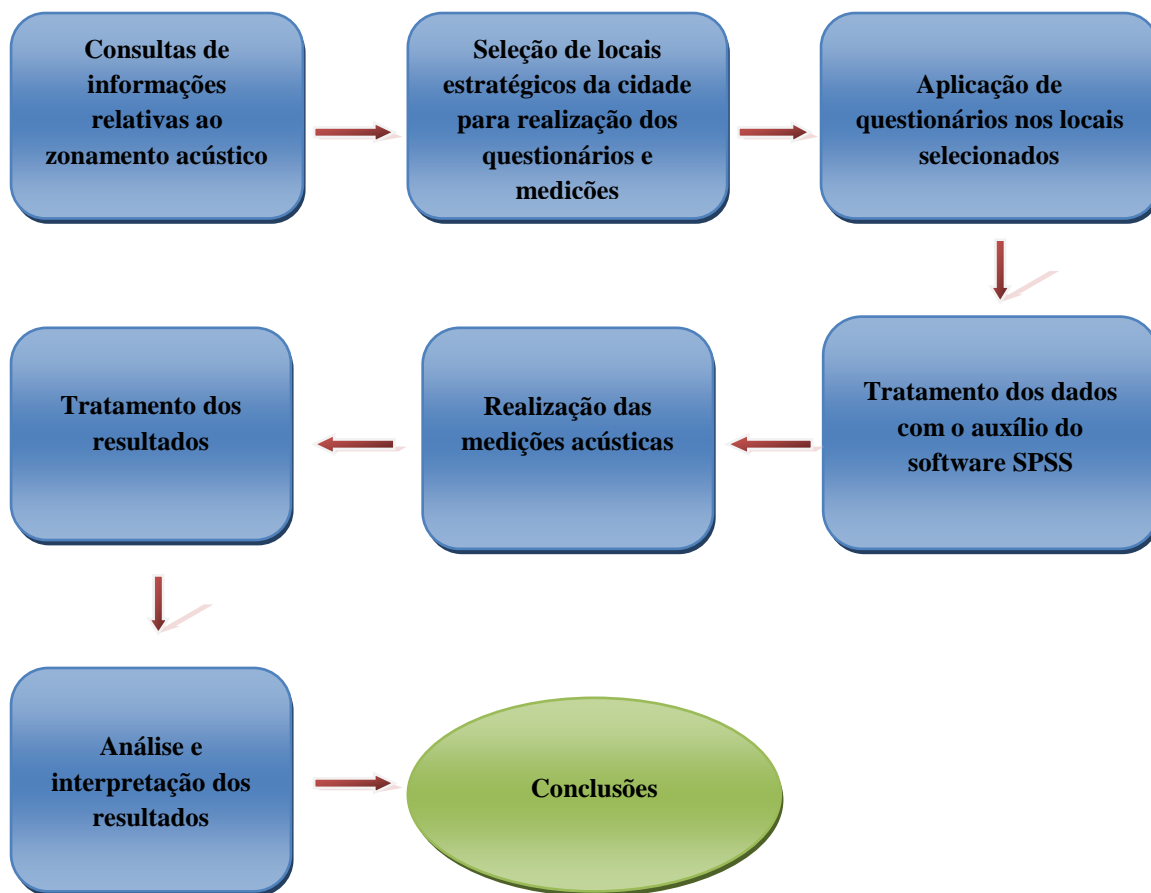 Consultas de
informações
relativas ao
zonamento acústico
Seleção de locais
estratégicos da cidade
para realização dos
questionários e
medicões
Aplicação de
questionários nos locais
selecionados
Tratamento dos dados
com o auxílio do
software SPSS
Realização das
medições acústicas
Tratamento dos
resultados
Análise e
interpretação dos
resultados
Conclusões